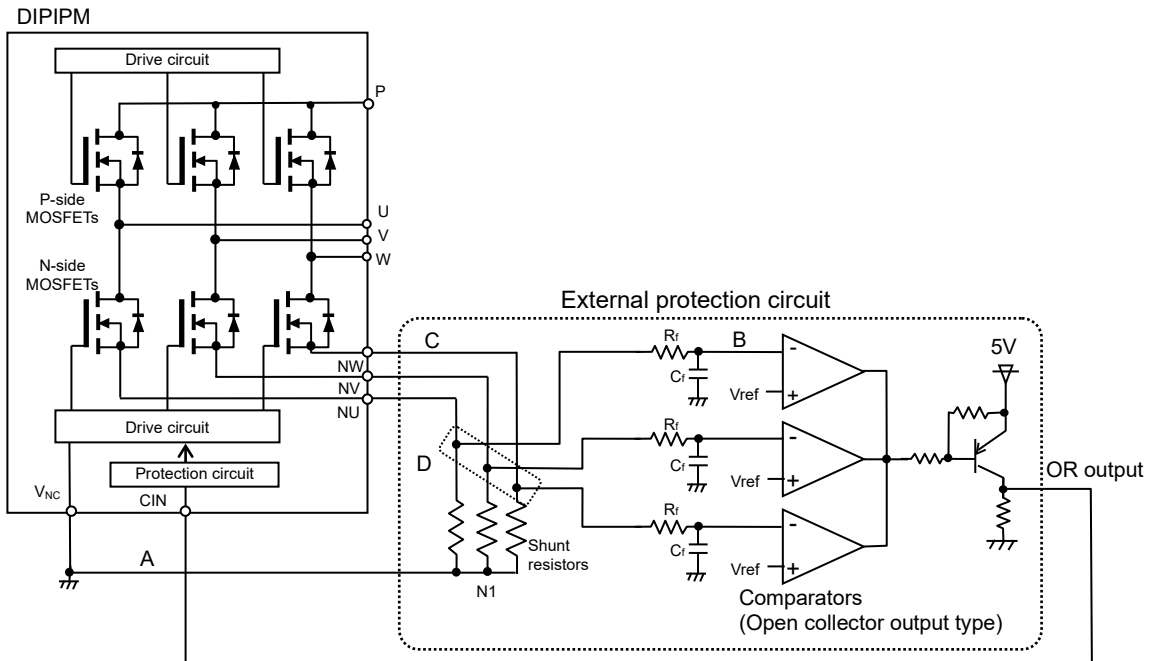 DIPIPM
Drive circuit
P
P-side
MOSFETs
U
V
W
N-side
MOSFETs
External protection circuit
C
Rf
B
-
5V
NW
Cf
Vref
+
NV
NU
Drive circuit
Rf
-
D
Cf
OR output
Protection circuit
Vref
+
VNC
CIN
Rf
-
Shunt
resistors
Cf
A
Vref
+
N1
Comparators
(Open collector output type)